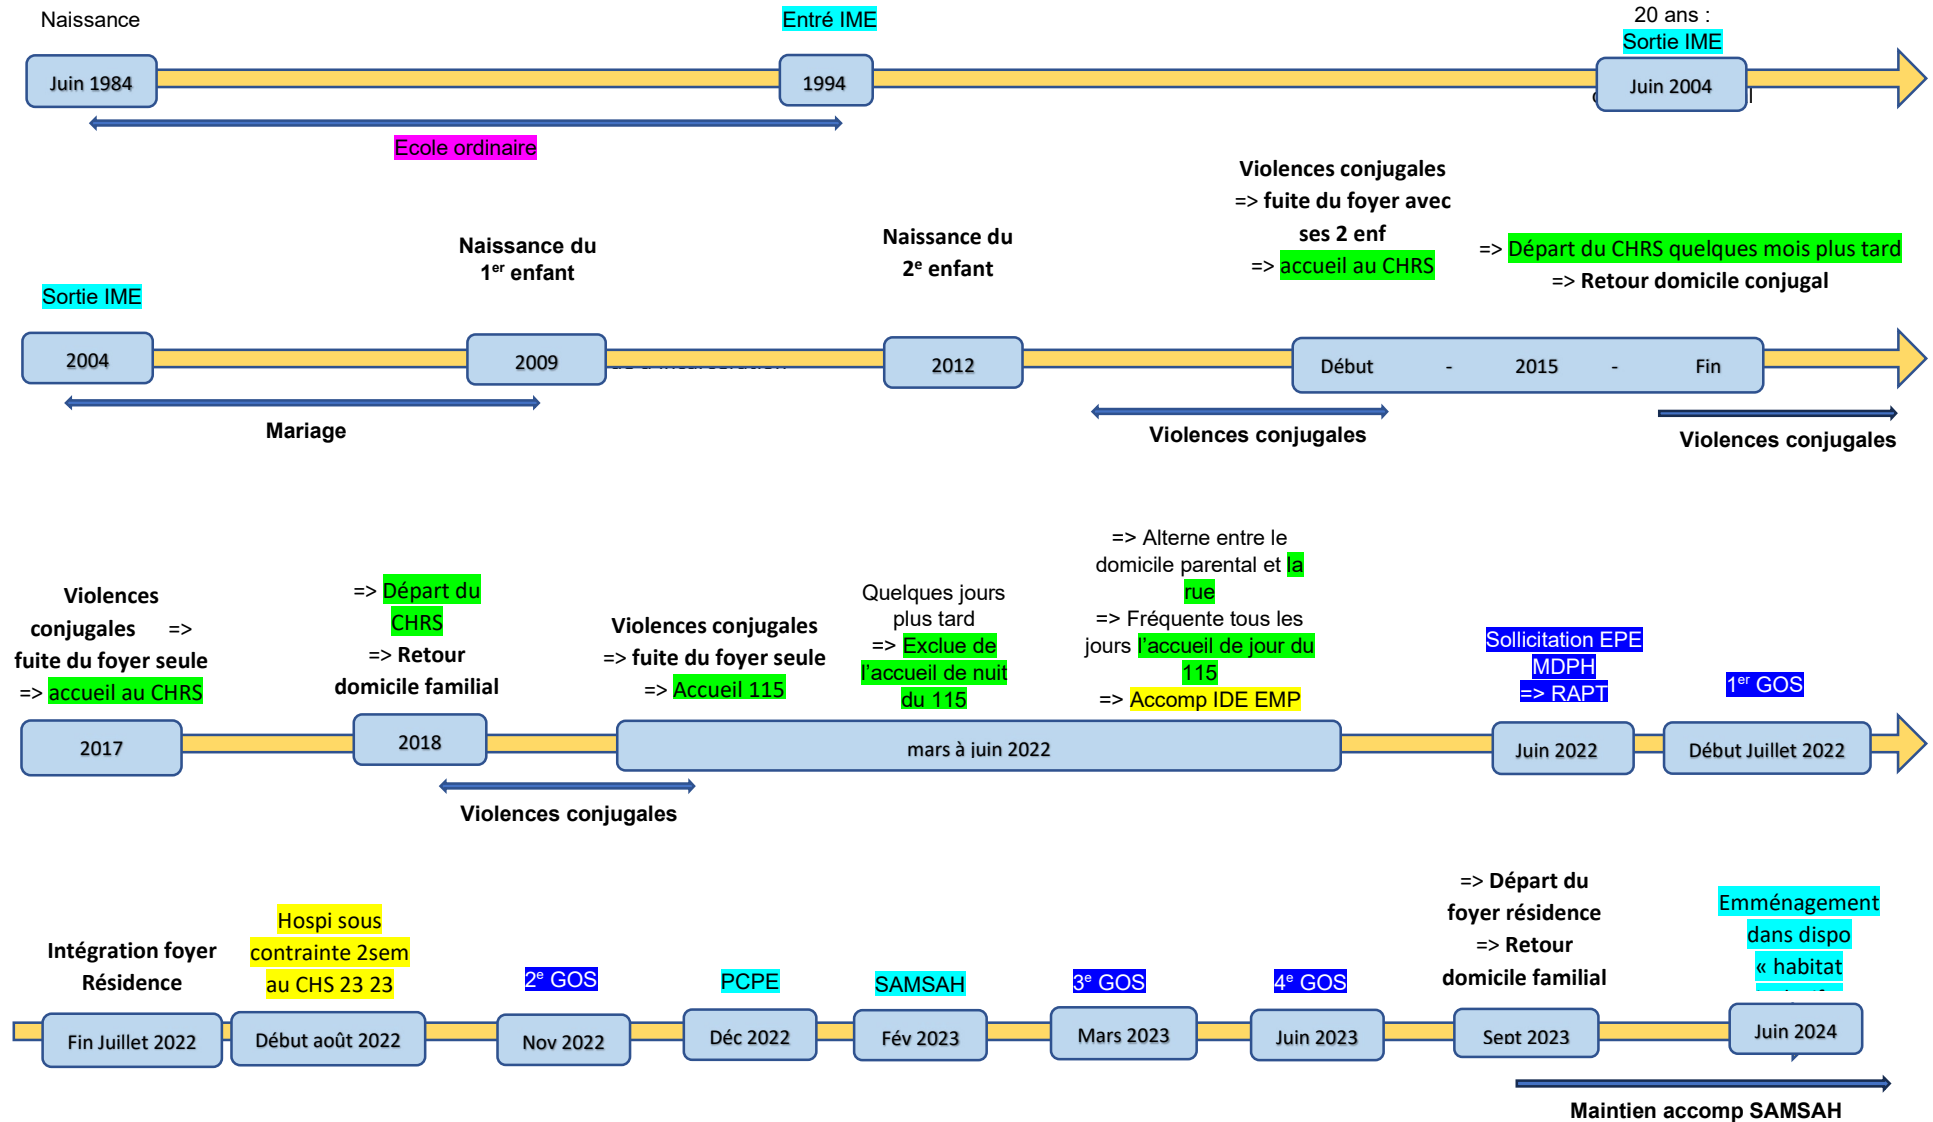 Naissance
Entré IME
20 ans :
Sortie IME
Juin 1984
1994
Juin 2004
Ecole ordinaire
Sortie IME
Naissance du
1er enfant
Naissance du
2e enfant
Violences conjugales
=> fuite du foyer avec
ses 2 enf
=> accueil au CHRS
=> Départ du CHRS quelques mois plus tard
=> Retour domicile conjugal
2004
2009
2012
Début - 2015 - Fin
Mariage
Violences conjugales
Violences conjugales
Violences
conjugales =>
fuite du foyer seule
=> accueil au CHRS
=> Départ du
CHRS
=> Retour
domicile familial
Violences conjugales
=> fuite du foyer seule
=> Accueil 115
Quelques jours
plus tard
=> Exclue de
l'accueil de nuit
du 115
=> Alterne entre le
domicile parental et la
rue
=> Fréquente tous les
jours l'accueil de jour du
115
=> Accomp IDE EMP
Sollicitation EPE
MDPH
=> RAPT
1er GOS
2017
2018
mars à juin 2022
Juin 2022
Début Juillet 2022
Violences conjugales
Intégration foyer
Résidence
Hospi sous
contrainte 2sem
au CHS 23 23
2e GOS
PCPE
SAMSAH
3e GOS
4e GOS
=> Départ du
foyer résidence
=> Retour
domicile familial
Emménagement
dans dispo
« habitat
Fin Juillet 2022
Début août 2022
Nov 2022
Déc 2022
Fév 2023
Mars 2023
Juin 2023
Sept 2023
Juin 2024
Maintien accomp SAMSAH